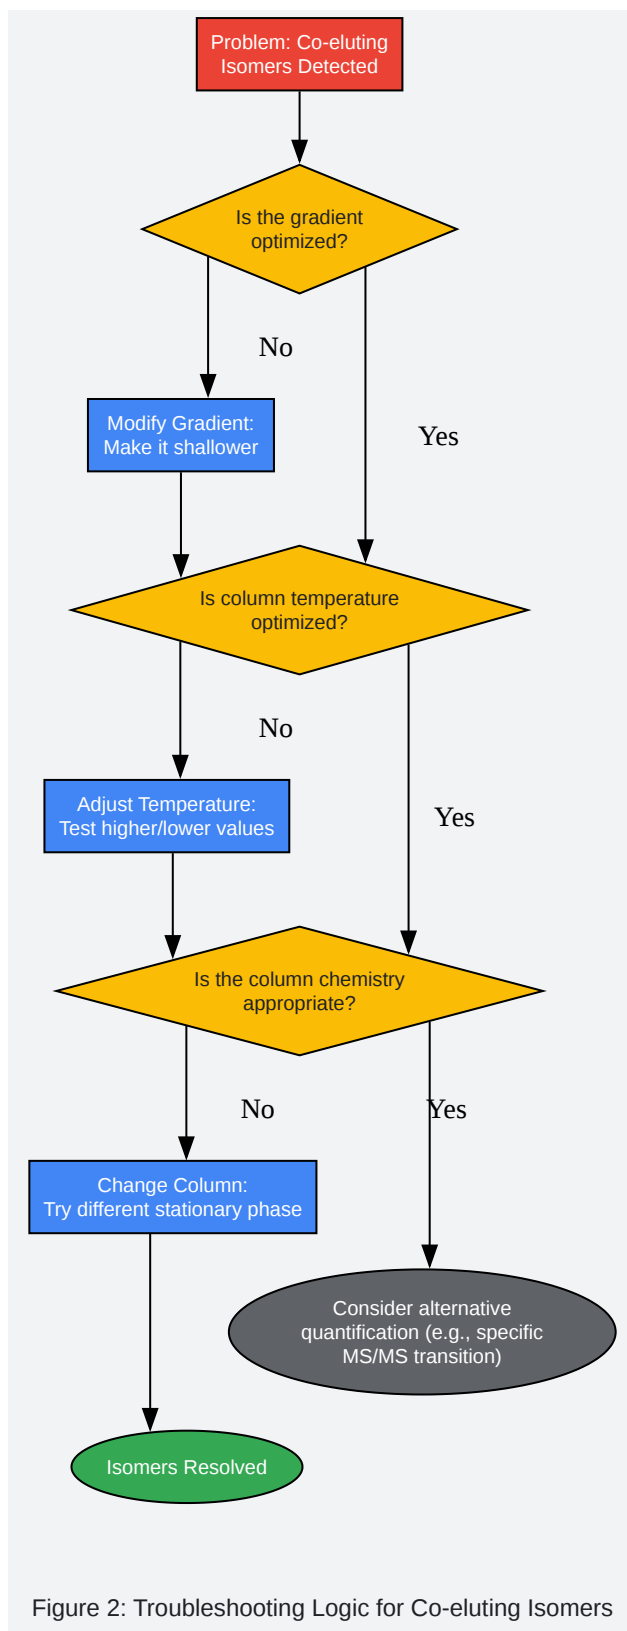 Problem: Co-eluting
Isomers Detected
Is the gradient
optimized?
No
Yes
Modify Gradient:
Make it shallower
Is column temperature
optimized?
No
Yes
Adjust Temperature:
Test higher/lower values
Is the column chemistry
appropriate?
No
Yes
Change Column:
Try different stationary phase
Consider alternative
quantification (e.g., specific
MS/MS transition)
Isomers Resolved
Figure 2: Troubleshooting Logic for Co-eluting Isomers